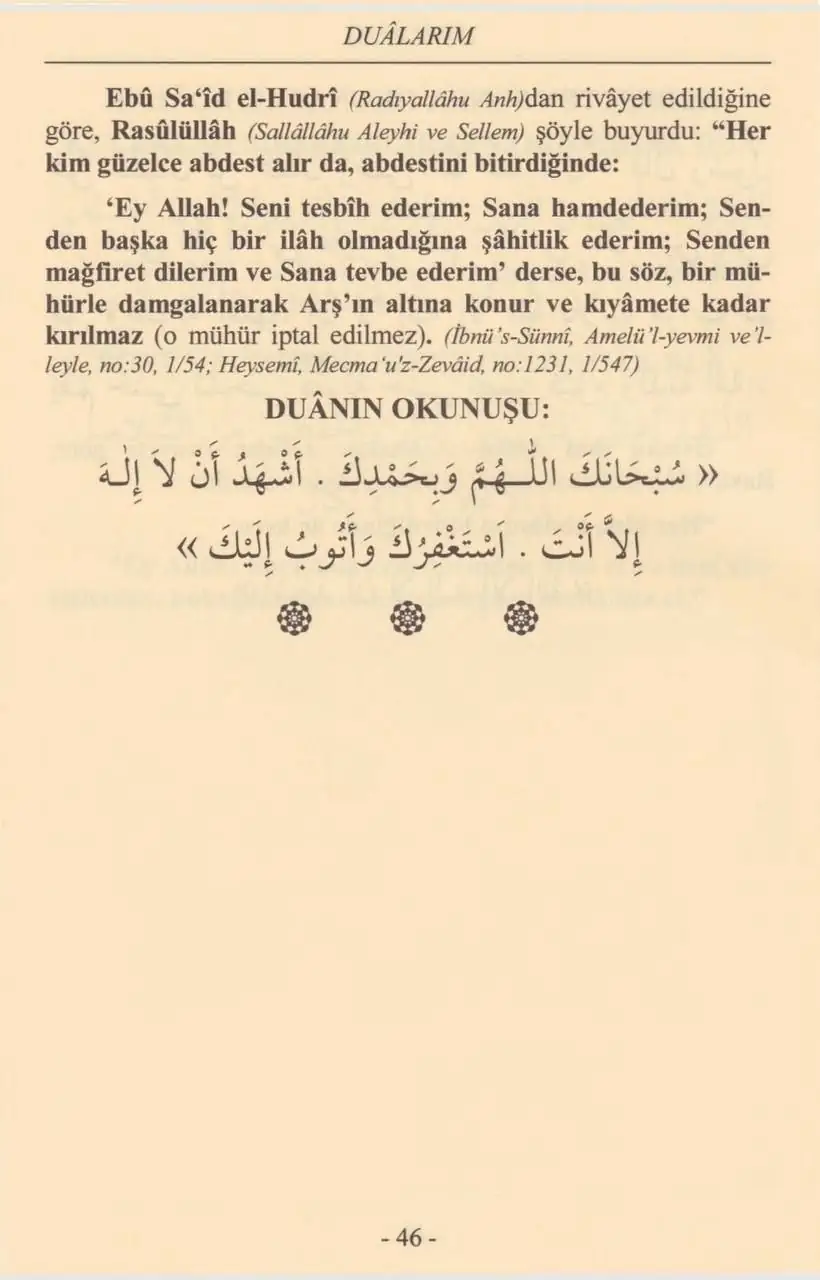 DUÂLARIM
Ebû Sa‘îd el-Hudrî (Radıyallâhu Anh)dan rivâyet edildiğine
göre, Rasûlüllâh (Sallâllâhu Aleyhi ve Sellem) şöyle buyurdu: “Her
kim güzelce abdest alır da, abdestini bitirdiğinde:
‘Ey Allah! Seni tesbîh ederim; Sana hamdederim; Sen-
den başka hiç bir ilâh olmadığına şâhitlik ederim; Senden
mağfiret dilerim ve Sana tevbe ederim’ derse, bu söz, bir mü-
hürle damgalanarak Arş’ın altına konur ve kıyâmete kadar
kırılmaz (o mühür iptal edilmez). (İbnü’s-Sünnî, Amelü’l-yevmi ve’l-
leyle, no:30, 1/54; Heysemî, Mecma‘u'z-Zevâid, no:1231, 1/547)
DUÂNIN OKUNUŞU:
« سُبْحَانَكَ اللّٰهُمَّ وَبِحَمْدِكَ . أَشْهَدُ أَنْ لاَ إِلٰهَ
إِلاَّ أَنْتَ . اَسْتَغْفِرُكَ وَأَتُوبُ إِلَيْكَ »
- 46 -